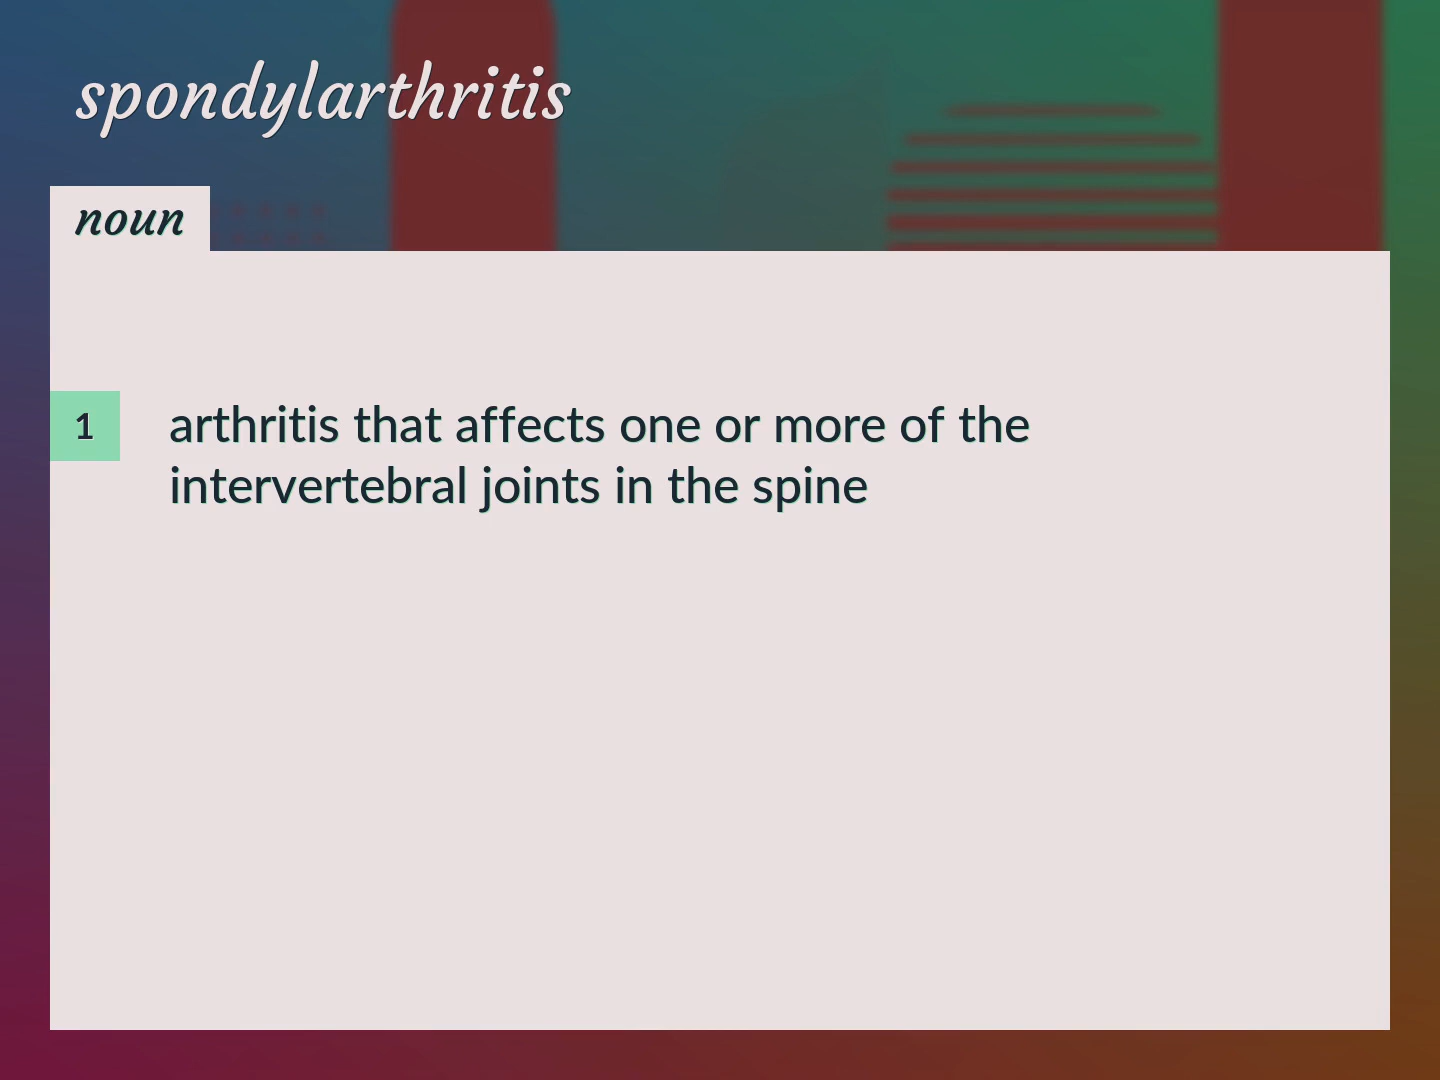 spondylarthritis
noun
1
arthritis that affects one or more of the
intervertebral joints in the spine